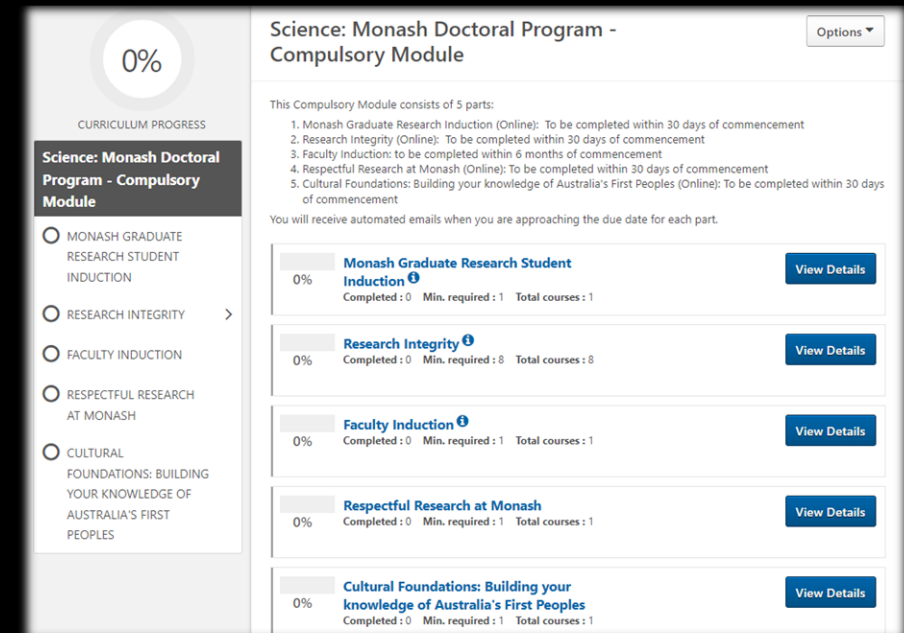 0%
CURRICULUM PROGRESS
Science: Monash Doctoral
Program - Compulsory
Module
MONASH GRADUATE
RESEARCH STUDENT
INDUCTION
RESEARCH INTEGRITY
FACULTY INDUCTION
RESPECTFUL RESEARCH
AT MONASH
CULTURAL
FOUNDATIONS: BUILDING
YOUR KNOWLEDGE OF
AUSTRALIA'S FIRST
PEOPLES
Science: Monash Doctoral Program -
Compulsory Module
Options
This Compulsory Module consists of 5 parts:
1. Monash Graduate Research Induction (Online): To be completed within 30 days of commencement
2. Research Integrity (Online): To be completed within 30 days of commencement
3. Faculty Induction: to be completed within 6 months of commencement
4. Respectful Research at Monash (Online): To be completed within 30 days of commencement
5. Cultural Foundations: Building your knowledge of Australia's First Peoples (Online): To be completed within 30 days
of commencement
You will receive automated emails when you are approaching the due date for each part.
0%
Monash Graduate Research Student
Induction
Completed : 0 Min. required : 1 Total courses : 1
View Details
0%
Research Integrity
Completed : 0 Min. required : 8 Total courses : 8
View Details
0%
Faculty Induction
Completed : 0 Min. required : 1 Total courses : 1
View Details
0%
Respectful Research at Monash
Completed : 0 Min. required : 1 Total courses : 1
View Details
0%
Cultural Foundations: Building your
knowledge of Australia's First Peoples
Completed : 0 Min. required : 1 Total courses : 1
View Details